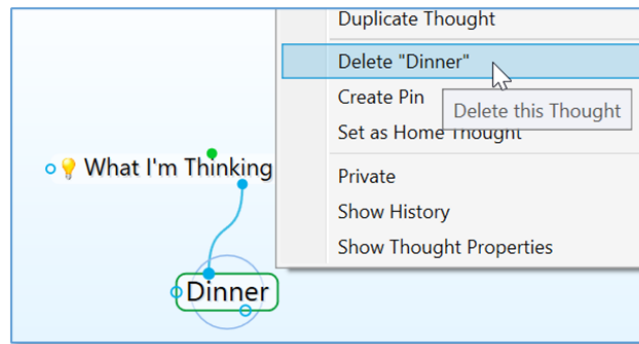 Duplicate Thought
Delete "Dinner"
Create Pin
Delete this Thought
Set as Home Thought
What I'm Thinking
Private
Show History
Show Thought Properties
Dinner